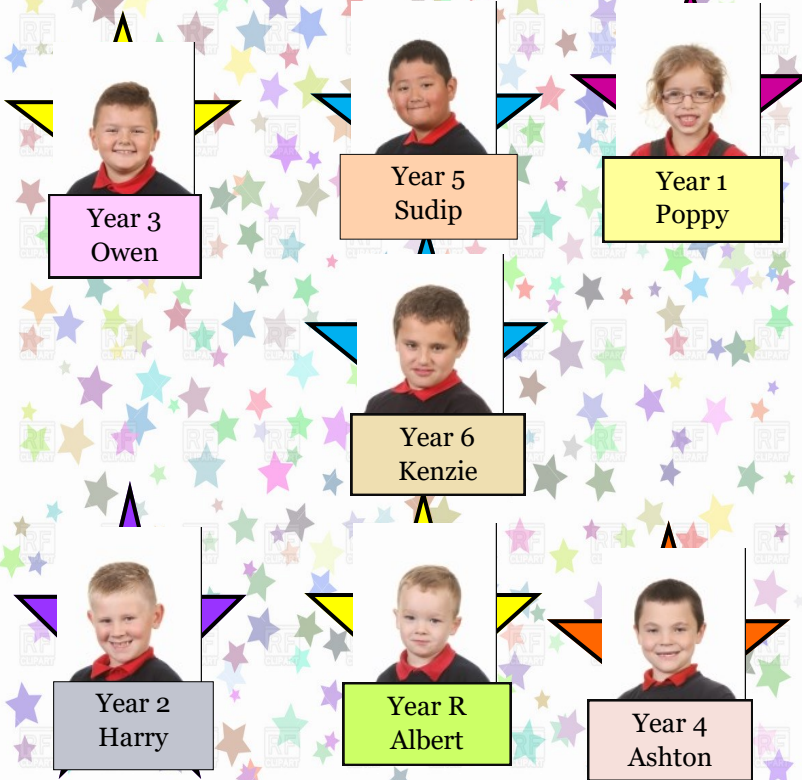 Year 3
Owen
Year 5
Sudip
Year 1
Poppy
Year 6
Kenzie
Year 2
Harry
Year R
Albert
Year 4
Ashton